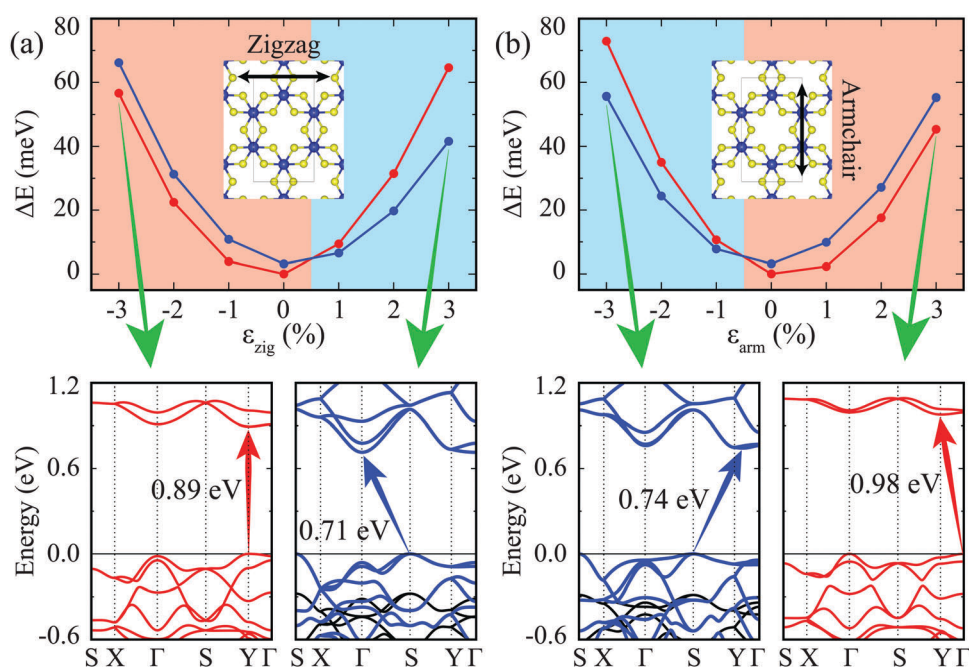 (a)
80
60
40
20
0
ΔE (meV)
Zigzag
-3 -2 -1 0 1 2 3
εzig (%)
(b)
80
60
40
20
0
ΔE (meV)
Armchair
-3 -2 -1 0 1 2 3
εarm (%)
1.2
0.6
0.0
-0.6
Energy (eV)
0.89 eV
S X Γ S Y Γ
0.71 eV
S X Γ S Y Γ
1.2
0.6
0.0
-0.6
Energy (eV)
0.74 eV
S X Γ S Y Γ
0.98 eV
S X Γ S Y Γ